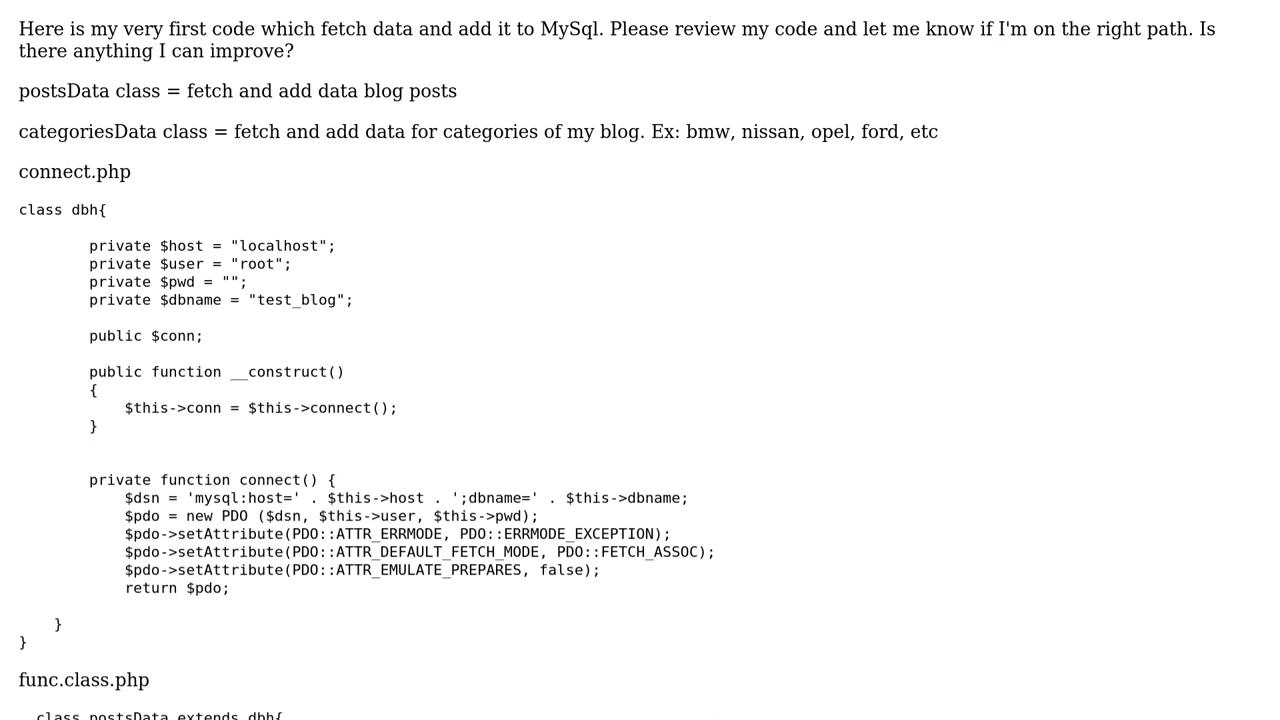 Here is my very first code which fetch data and add it to MySql. Please review my code and let me know if I'm on the right path. Is
there anything I can improve?
postsData class = fetch and add data blog posts
categoriesData class = fetch and add data for categories of my blog. Ex: bmw, nissan, opel, ford, etc
connect.php
class dbh{
private $host = "localhost";
private $user = "root";
private $pwd = "";
private $dbname = "test_blog";
public $conn;
public function __construct()
{
$this->conn = $this->connect();
}
private function connect() {
$dsn = 'mysql:host=' . $this->host . ';dbname=' . $this->dbname;
$pdo = new PDO ($dsn, $this->user, $this->pwd);
$pdo->setAttribute(PDO::ATTR_ERRMODE, PDO::ERRMODE_EXCEPTION);
$pdo->setAttribute(PDO::ATTR_DEFAULT_FETCH_MODE, PDO::FETCH_ASSOC);
$pdo->setAttribute(PDO::ATTR_EMULATE_PREPARES, false);
return $pdo;
}
}
func.class.php
class postsData extends dbh{